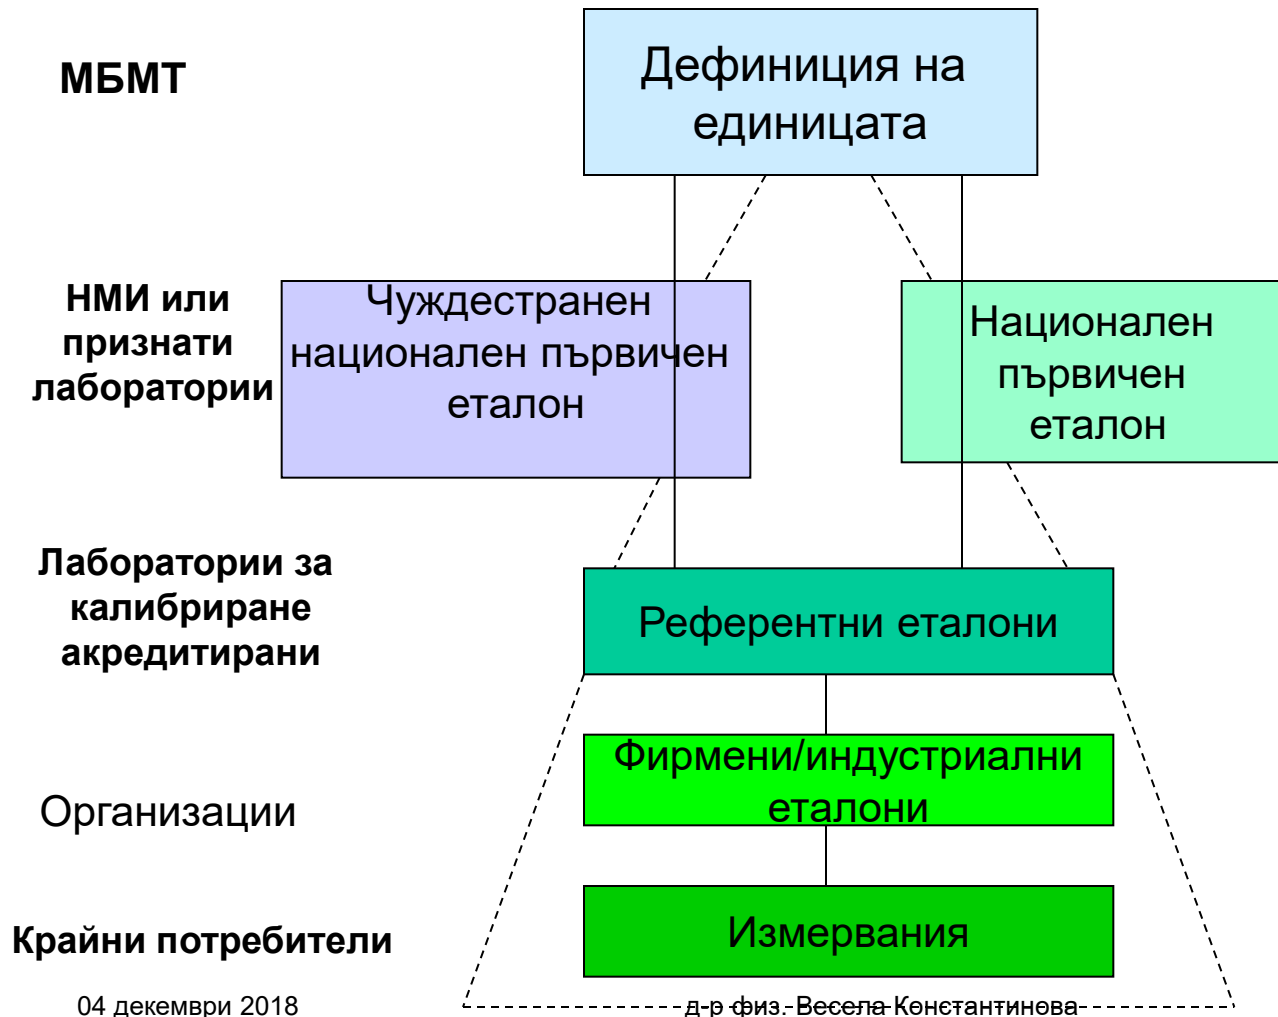 МБМТ
Дефиниция на
единицата
НМИ или
признати
лаборатории
Чуждестранен
национален първичен
еталон
Национален
първичен
еталон
Лаборатории за
калибриране
акредитирани
Референтни еталони
Организации
Фирмени/индустриални
еталони
Крайни потребители
Измервания
04 декември 2018
д-р физ. Весела Константинова